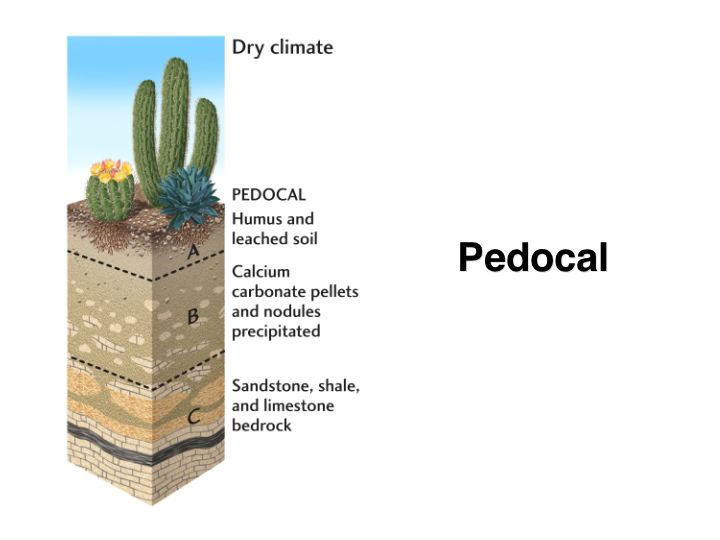 Dry climate
PEDOCAL
Humus and
leached soil
A
Calcium
carbonate pellets
and nodules
precipitated
B
Sandstone, shale,
and limestone
bedrock
C
Pedocal